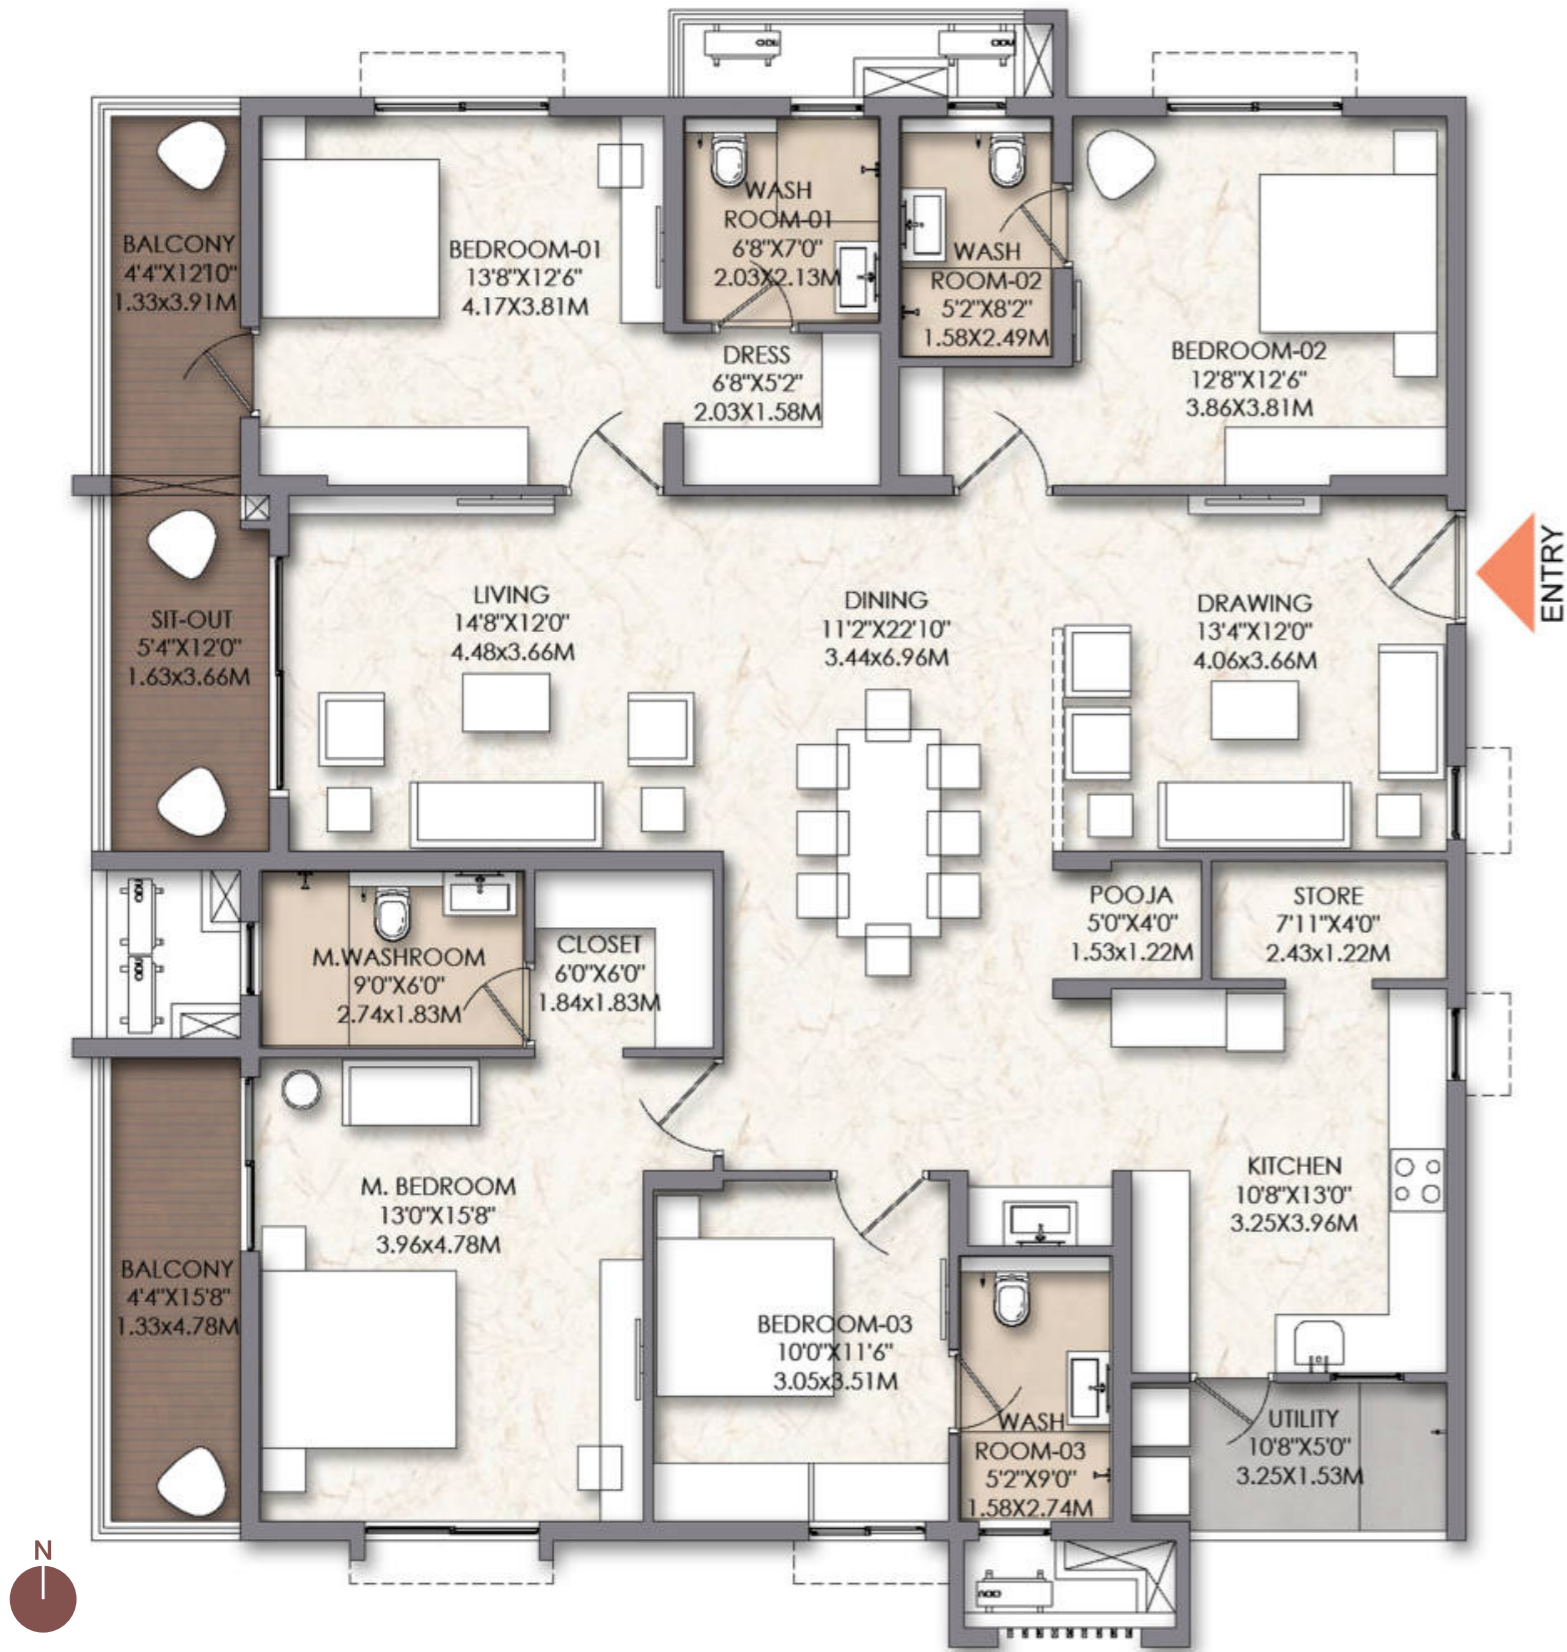 BALCONY
4'4"X12'10"
1.33x3.91M
BEDROOM-01
13'8"X12'6"
4.17X3.81M
WASH
ROOM-01
6'8"X7'0"
2.03X2.13M
DRESS
6'8"X5'2"
2.03X1.58M
WASH
ROOM-02
5'2"X8'2"
1.58X2.49M
BEDROOM-02
12'8"X12'6"
3.86X3.81M
ENTRY
SIT-OUT
5'4"X12'0"
1.63x3.66M
LIVING
14'8"X12'0"
4.48x3.66M
DINING
11'2"X22'10"
3.44x6.96M
DRAWING
13'4"X12'0"
4.06x3.66M
POOJA
5'0"X4'0"
1.53x1.22M
STORE
7'11"X4'0"
2.43x1.22M
M.WASHROOM
9'0"X6'0"
2.74x1.83M
CLOSET
6'0"X6'0"
1.84x1.83M
M. BEDROOM
13'0"X15'8"
3.96x4.78M
KITCHEN
10'8"X13'0"
3.25X3.96M
BALCONY
4'4"X15'8"
1.33x4.78M
BEDROOM-03
10'0"X11'6"
3.05x3.51M
WASH
ROOM-03
5'2"X9'0"
1.58X2.74M
UTILITY
10'8"X5'0"
3.25X1.53M
N